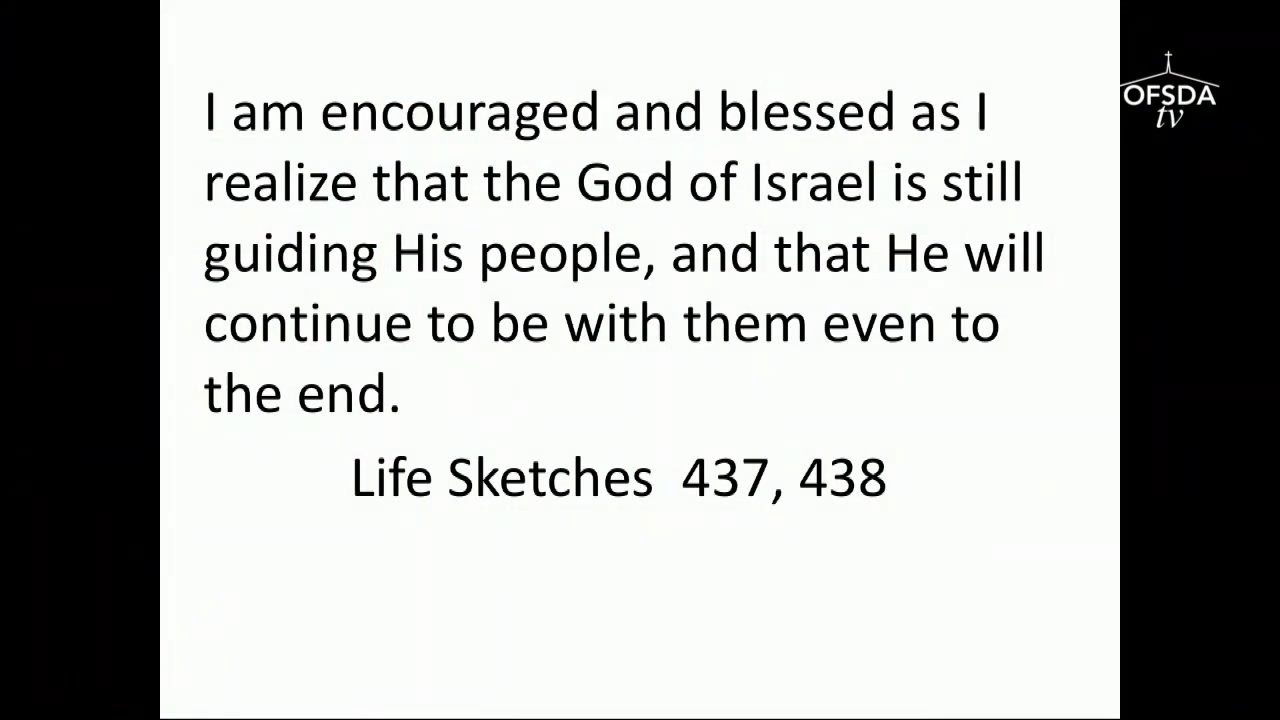 I am encouraged and blessed as I
realize that the God of Israel is still
guiding His people, and that He will
continue to be with them even to
the end.
Life Sketches  437, 438
OFSDA
tv